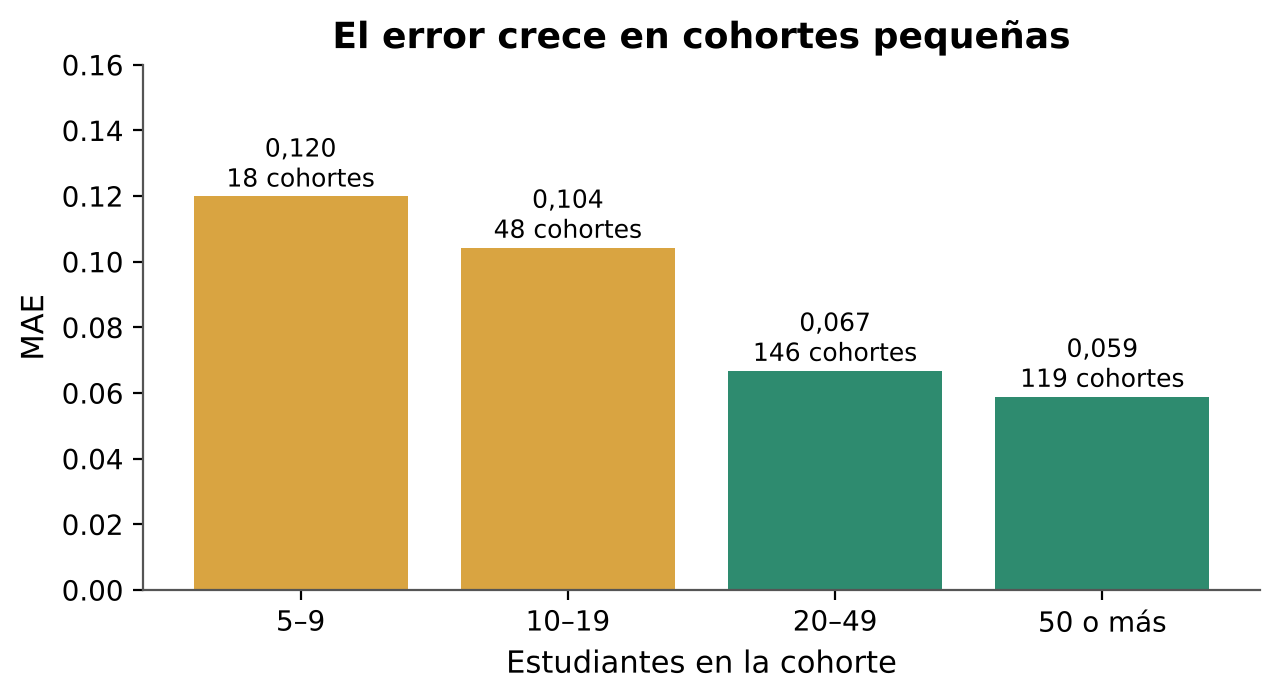 El error crece en cohortes pequeñas
0.16
0.14
0.12
0.10
0.08
0.06
0.04
0.02
0.00
MAE
0,120
18 cohortes
0,104
48 cohortes
0,067
146 cohortes
0,059
119 cohortes
5–9
10–19
20–49
50 o más
Estudiantes en la cohorte